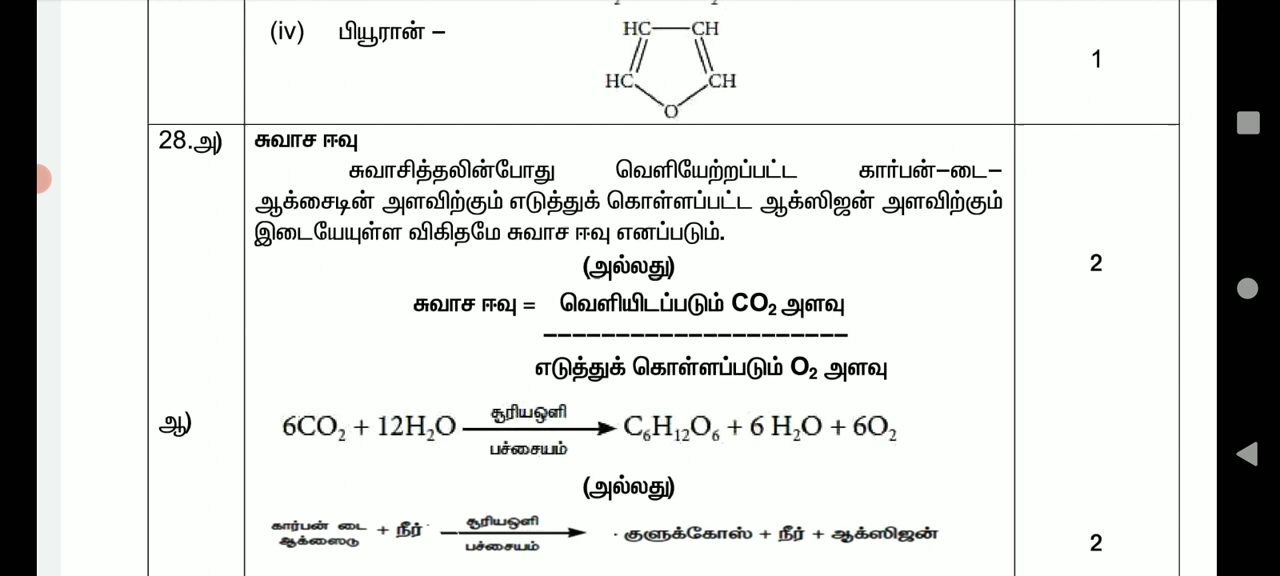 (iv) பியூரான் –
HC CH
1
HC CH
O
28.அ) சுவாச ஈவு
சுவாசித்தலின்போது வெளியேற்றப்பட்ட கார்பன்–டை–
ஆக்சைடின் அளவிற்கும் எடுத்துக் கொள்ளப்பட்ட ஆக்ஸிஜன் அளவிற்கும்
இடையேயுள்ள விகிதமே சுவாச ஈவு எனப்படும்.
(அல்லது)
2
சுவாச ஈவு = வெளியிடப்படும் CO₂ அளவு
–––––––––––––––––––––
எடுத்துக் கொள்ளப்படும் O₂ அளவு
சூரியஒளி
ஆ) 6CO₂ + 12H₂O → C₆H₁₂O₆ + 6 H₂O + 6O₂
பச்சையம்
(அல்லது)
சூரியஒளி
கார்பன் டை ஆக்ஸைடு + நீர் → குளுக்கோஸ் + நீர் + ஆக்ஸிஜன்
பச்சையம்
2